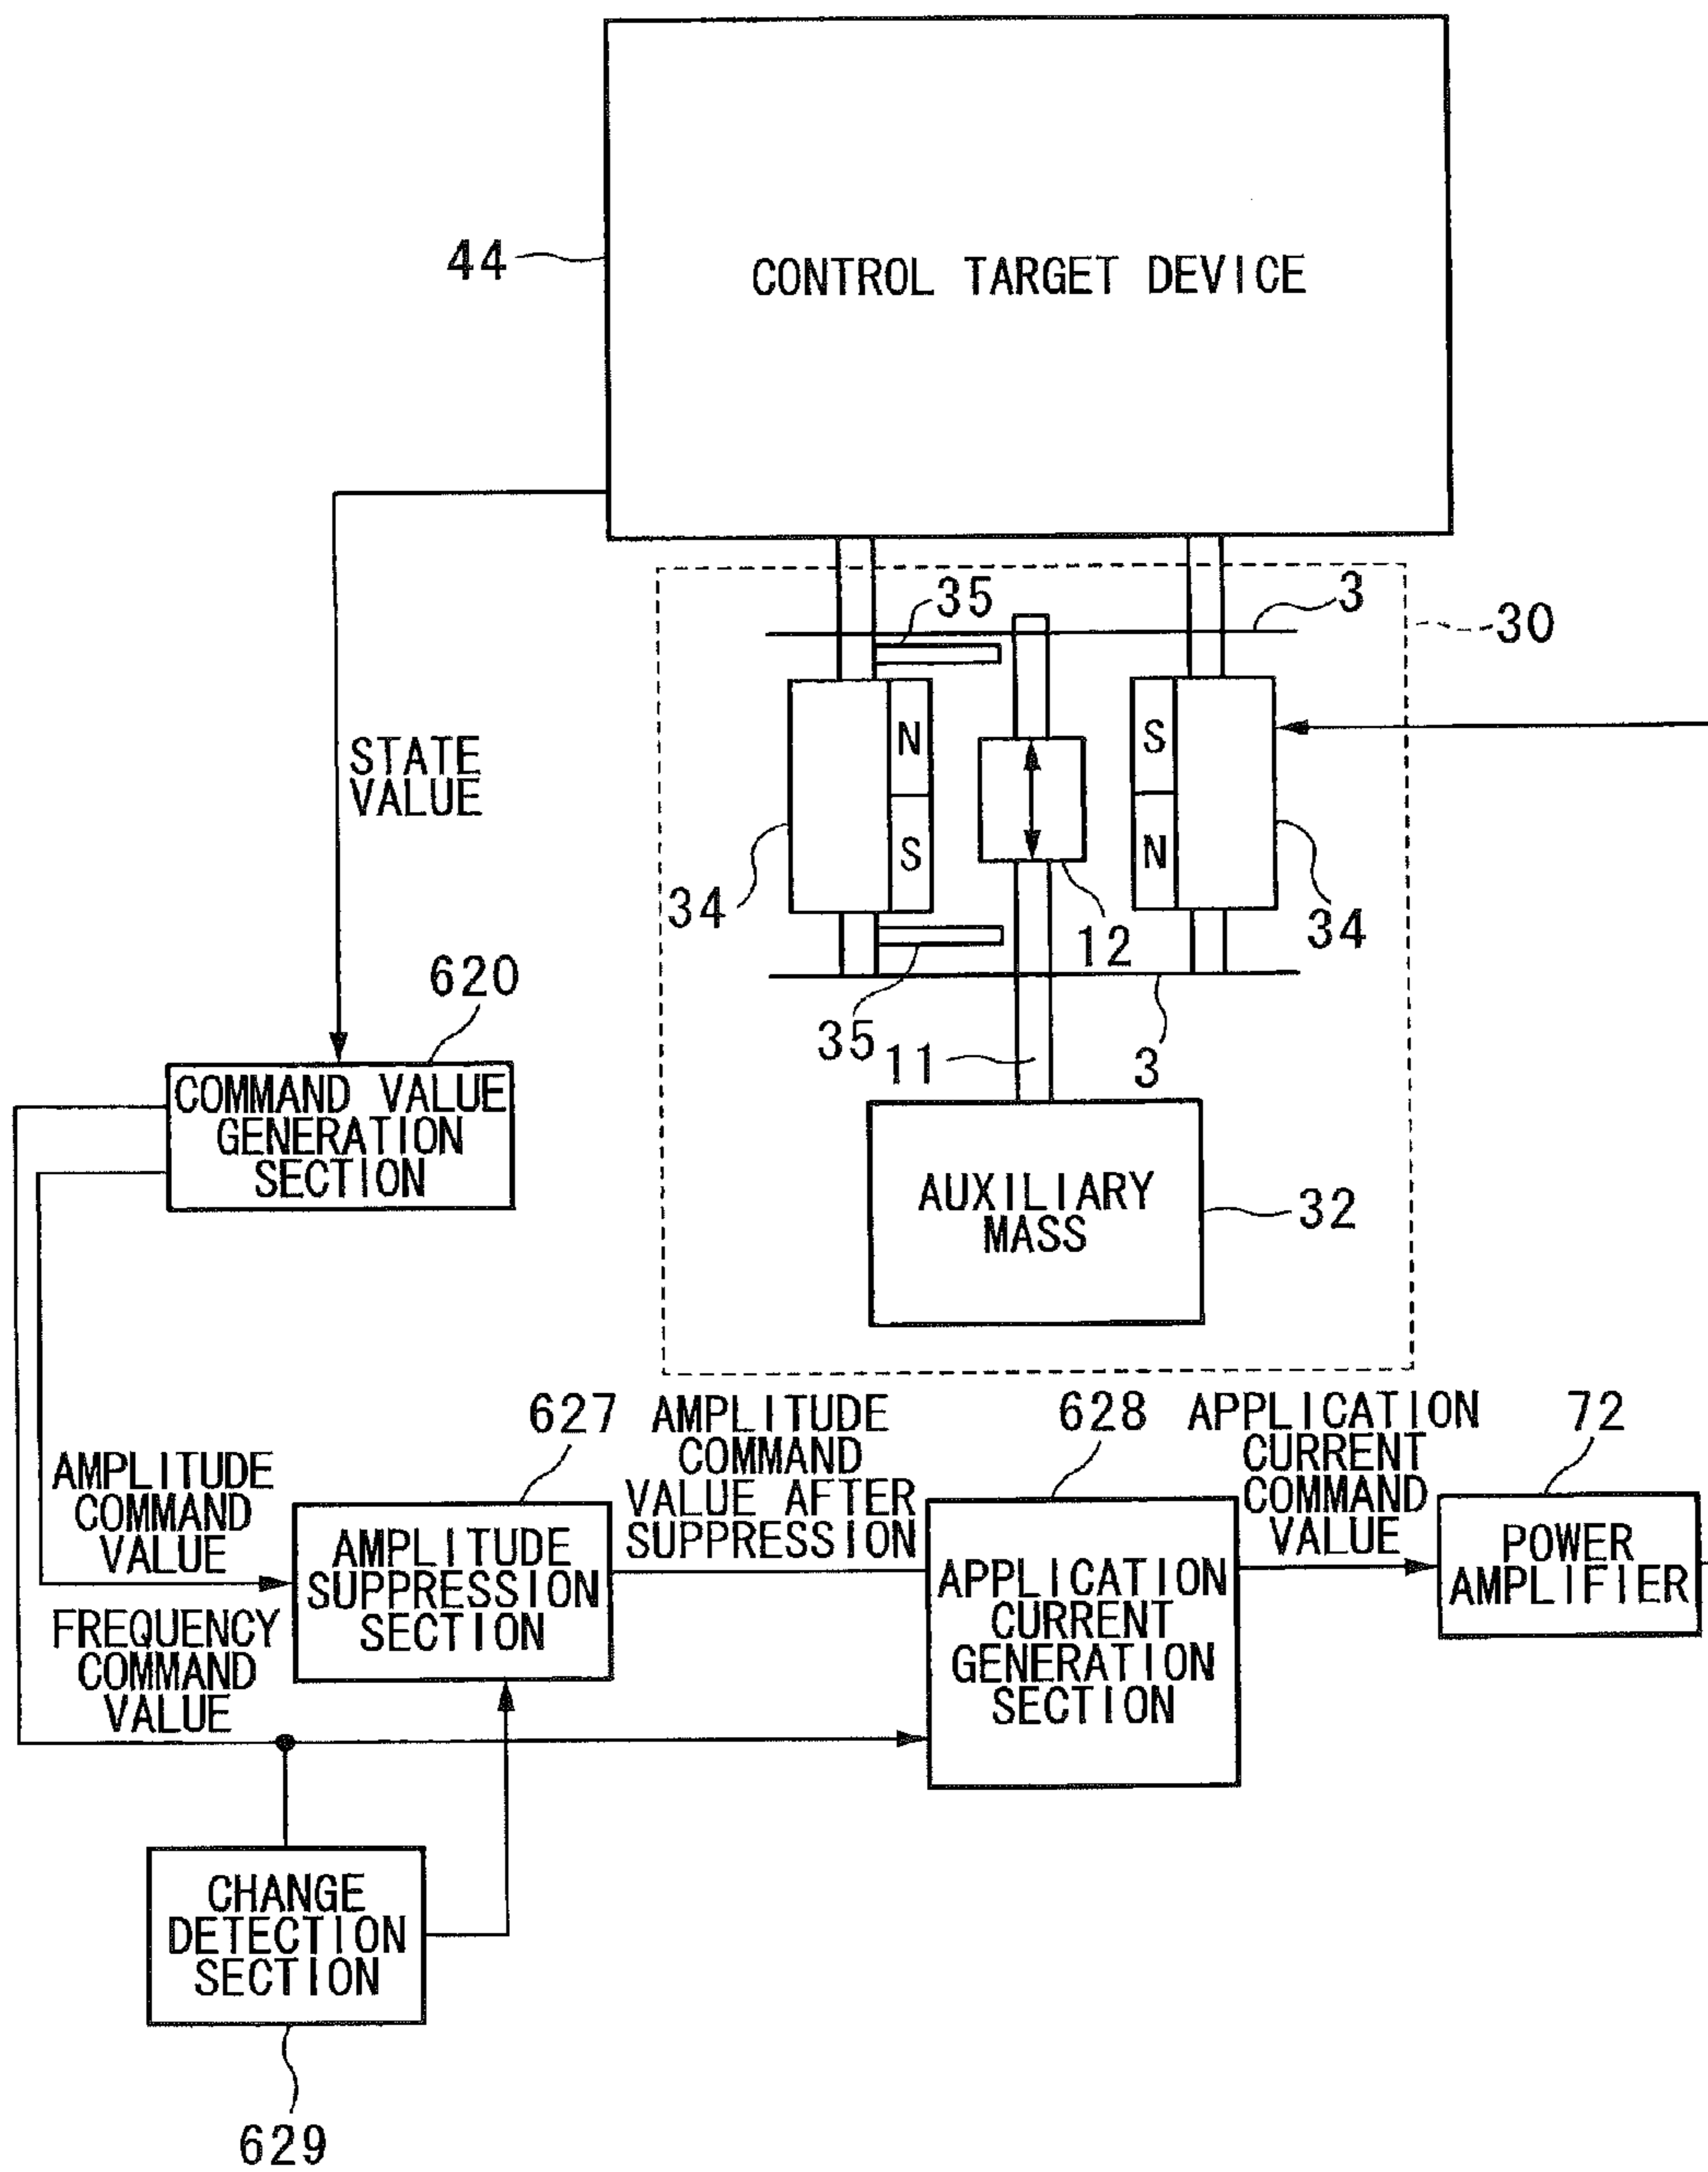 44
CONTROL TARGET DEVICE
35
3
30
STATE
VALUE
N
S
S
N
34
12
34
620
35
11
3
COMMAND VALUE
GENERATION
SECTION
AUXILIARY
MASS
32
627
AMPLITUDE
COMMAND
VALUE AFTER
SUPPRESSION
628
APPLICATION
CURRENT
COMMAND
VALUE
72
AMPLITUDE
COMMAND
VALUE
AMPLITUDE
SUPPRESSION
SECTION
APPLICATION
CURRENT
GENERATION
SECTION
POWER
AMPLIFIER
FREQUENCY
COMMAND
VALUE
CHANGE
DETECTION
SECTION
629